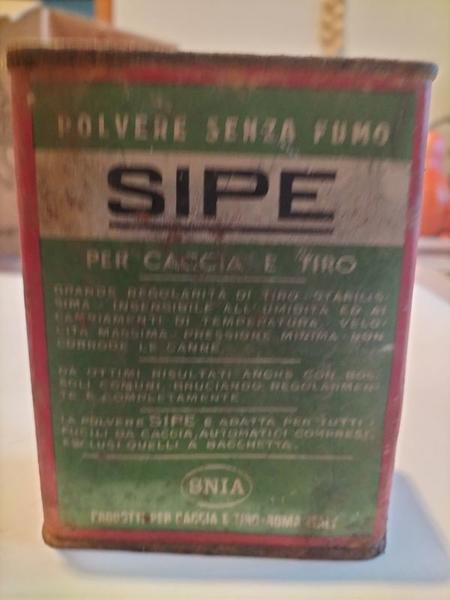 POLVERE SENZA FUMO
SIPE
PER CACCIA E TIRO
GRANDE REGOLARITÀ DI TIRO - STABILIS-
SIMA - INSENSIBILE ALL'UMIDITÀ ED AI
CAMBIAMENTI DI TEMPERATURA. VELO-
CITÀ MASSIMA. PRESSIONE MINIMA. NON
CORRODE LE CANNE.
DÀ OTTIMI RISULTATI ANCHE CON BOS-
SOLI COMUNI, BRUCIANDO REGOLARMEN-
TE E COMPLETAMENTE.
LA POLVERE SIPE È ADATTA PER TUTTI I
FUCILI DA CACCIA, AUTOMATICI COMPRESI,
ESCLUSI QUELLI A BACCHETTA.
SNIA
PRODOTTI PER CACCIA E TIRO - ROMA - ITALY